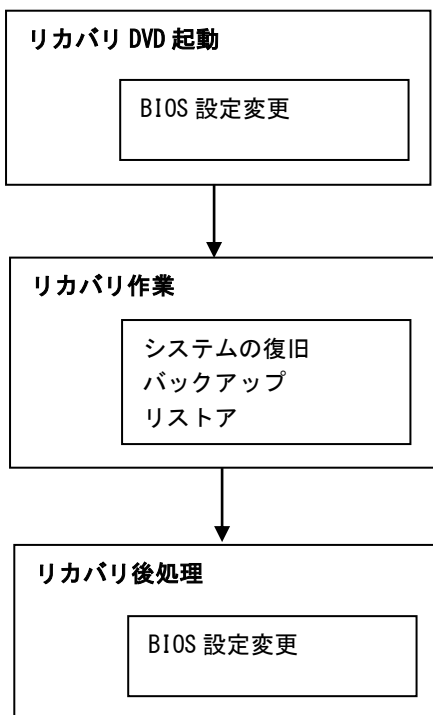 リカバリ DVD 起動
BIOS 設定変更
リカバリ作業
システムの復旧
バックアップ
リストア
リカバリ後処理
BIOS 設定変更